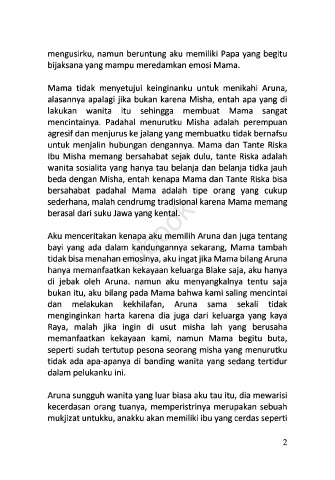 mengusirku, namun beruntung aku memiliki Papa yang begitu
bijaksana yang mampu meredamkan emosi Mama.
Mama tidak menyetujui keinginanku untuk menikahi Aruna,
alasannya apalagi jika bukan karena Misha, entah apa yang di
lakukan wanita itu sehingga membuat Mama sangat
mencintainya. Padahal menurutku Misha adalah perempuan
agresif dan menjurus ke jalang yang membuatku tidak bernafsu
untuk menjalin hubungan dengannya. Mama dan Tante Riska
Ibu Misha memang bersahabat sejak dulu, tante Riska adalah
wanita sosialita yang hanya tau belanja dan belanja tidka jauh
beda dengan Misha, entah kenapa Mama dan Tante Riska bisa
bersahabat padahal Mama adalah tipe orang yang cukup
sederhana, malah cendrung tradisional karena Mama memang
berasal dari suku Jawa yang kental.
Aku menceritakan kenapa aku memilih Aruna dan juga tentang
bayi yang ada dalam kandungannya sekarang, Mama tambah
tidak bisa menahan emosinya, aku ingat jika Mama bilang Aruna
hanya memanfaatkan kekayaan keluarga Blake saja, aku hanya
di jebak oleh Aruna. namun aku menyangkalnya tentu saja
bukan itu, aku bilang pada Mama bahwa kami saling mencintai
dan melakukan kekhilafan, Aruna sama sekali tidak
menginginkan harta karena dia juga dari keluarga yang kaya
Raya, malah jika ingin di usut misha lah yang berusaha
memanfaatkan kekayaan kami, namun Mama begitu buta,
seperti sudah tertutup pesona seorang misha yang menurutku
tidak ada apa-apanya di banding wanita yang sedang tertidur
dalam pelukanku ini.
Aruna sungguh wanita yang luar biasa aku tau itu, dia mewarisi
kecerdasan orang tuanya, memperistrinya merupakan sebuah
mukjizat untukku, anakku akan memiliki ibu yang cerdas seperti
2